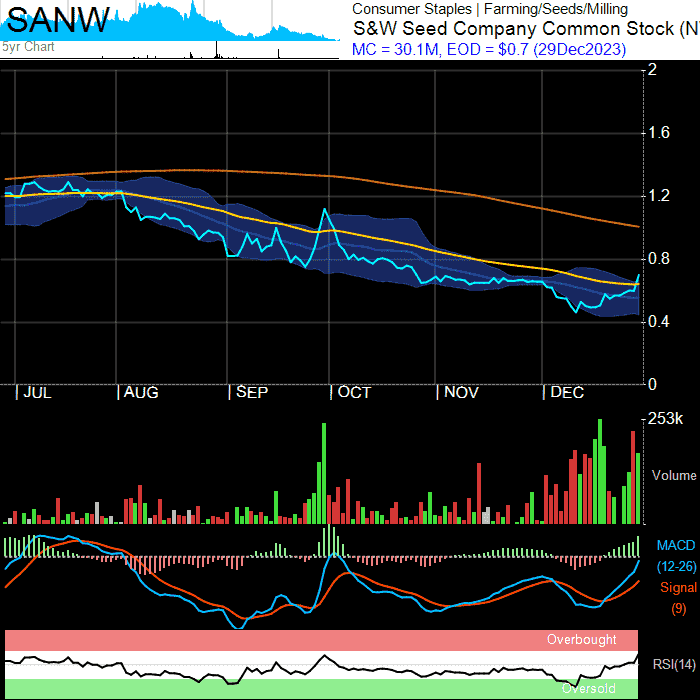 SANW
5yr Chart
Consumer Staples | Farming/Seeds/Milling
S&W Seed Company Common Stock (N
MC = 30.1M, EOD = $0.7 (29Dec2023)
2
1.6
1.2
0.8
0.4
0
JUL AUG SEP OCT NOV DEC
253k
Volume
MACD
(12-26)
Signal
(9)
Overbought
RSI(14)
Oversold